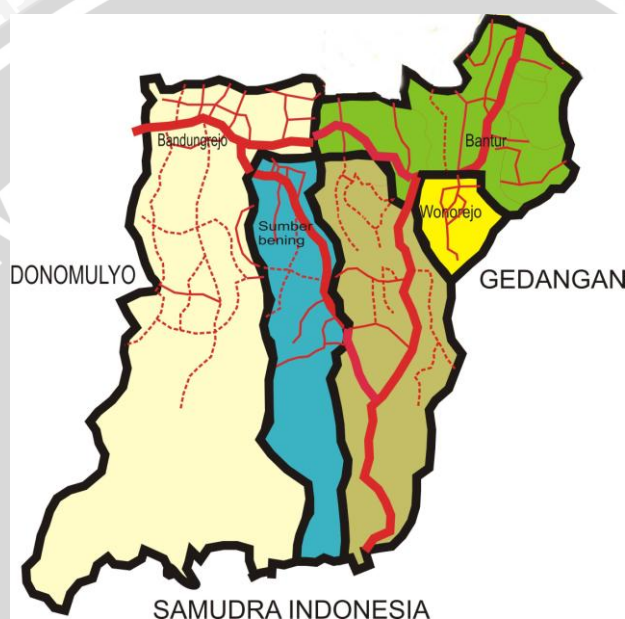 Bandungrejo
Bantur
Wonorejo
Sumber
bening
DONOMULYO
GEDANGAN
SAMUDRA INDONESIA